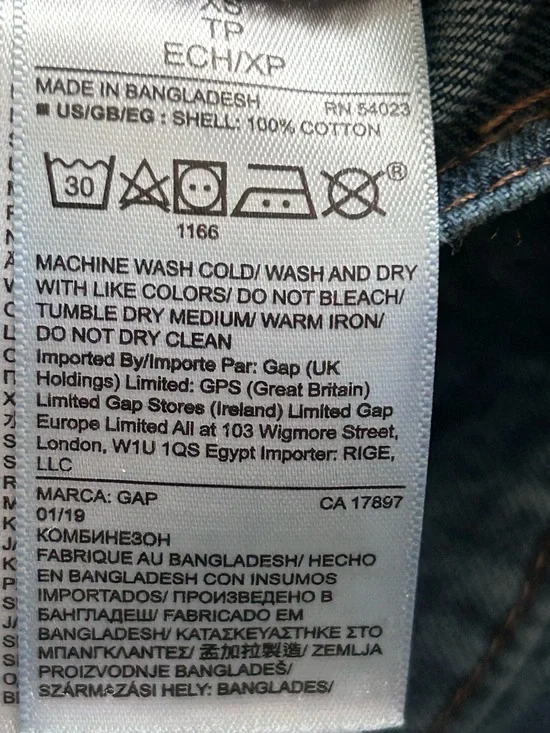 XS
TP
ECH/XP
MADE IN BANGLADESH RN 54023
■ US/GB/EG : SHELL: 100% COTTON
30 ®
1166
MACHINE WASH COLD/ WASH AND DRY
WITH LIKE COLORS/ DO NOT BLEACH/
TUMBLE DRY MEDIUM/ WARM IRON/
DO NOT DRY CLEAN
Imported By/Importe Par: Gap (UK
Holdings) Limited: GPS (Great Britain)
Limited Gap Stores (Ireland) Limited Gap
Europe Limited All at 103 Wigmore Street,
London, W1U 1QS Egypt Importer: RIGE,
LLC
MARCA: GAP CA 17897
01/19
КОМБИНЕЗОН
FABRIQUE AU BANGLADESH/ HECHO
EN BANGLADESH CON INSUMOS
IMPORTADOS/ ПРОИЗВЕДЕНО В
БАНГЛАДЕШ/ FABRICADO EM
BANGLADESH/ ΚΑΤΑΣΚΕΥΑΣΤΗΚΕ ΣΤΟ
ΜΠΑΝΓΚΛΑΝΤΕΣ/ 孟加拉製造/ ZEMLJA
PROIZVODNJE BANGLADEŠ/
SZÁRMAZÁSI HELY: BANGLADES/